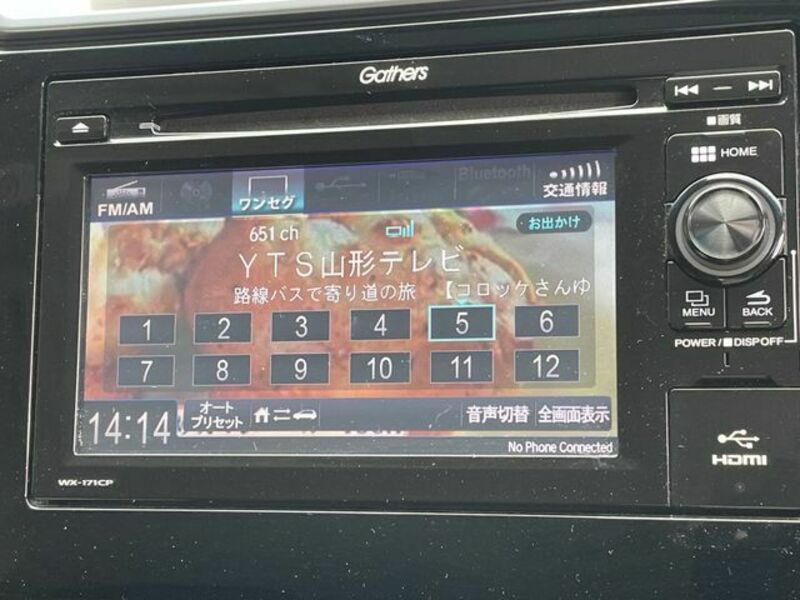 Gathers
画質
HOME
FM/AM
ワンセグ
Bluetooth
交通情報
651 ch
お出かけ
YTS山形テレビ
路線バスで寄り道の旅 【コロッケさんゆ
1 2 3 4 5 6
7 8 9 10 11 12
MENU BACK
POWER / DISP OFF
14:14
オート
プリセット
音声切替 全画面表示
No Phone Connected
HDMI
WX-171CP